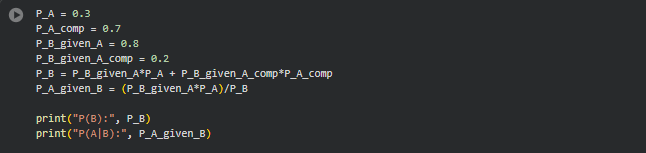 P_A = 0.3
P_A_comp = 0.7
P_B_given_A = 0.8
P_B_given_A_comp = 0.2
P_B = P_B_given_A*P_A + P_B_given_A_comp*P_A_comp
P_A_given_B = (P_B_given_A*P_A)/P_B
print("P(B):", P_B)
print("P(A|B):", P_A_given_B)